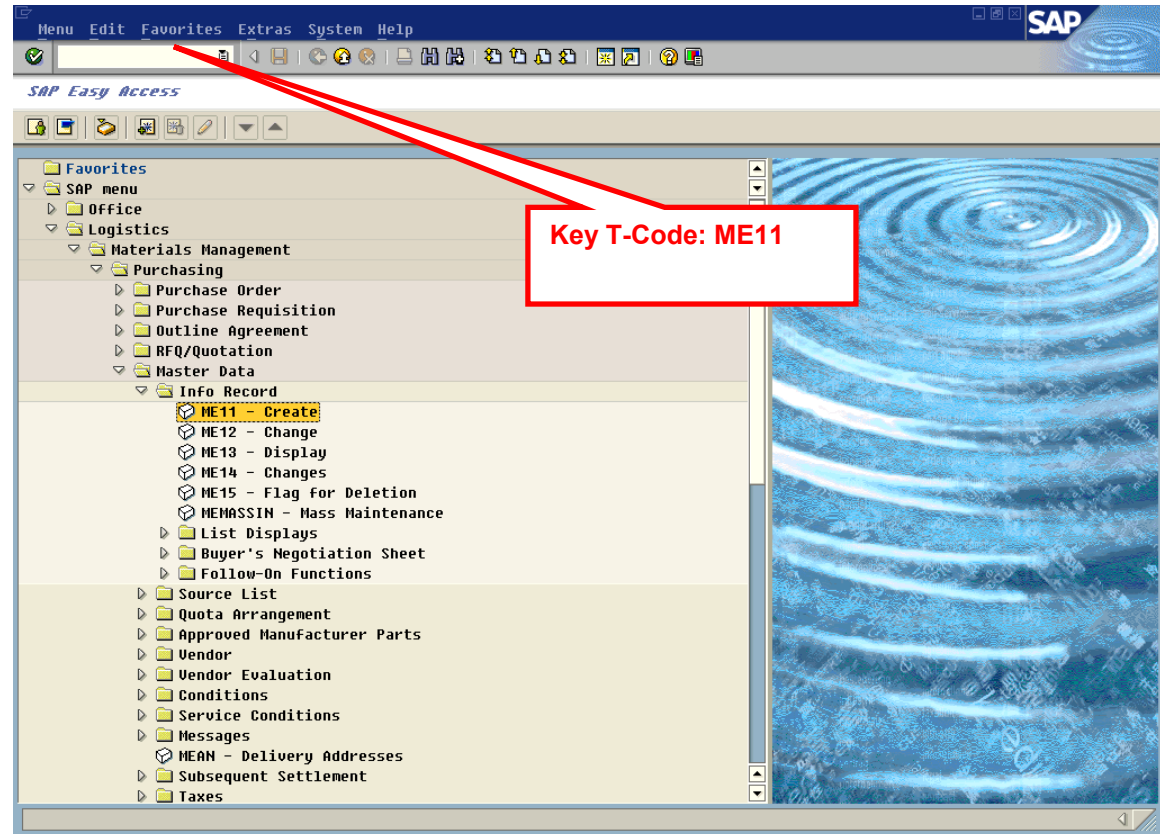 Menu Edit Favorites Extras System Help
SAP
SAP Easy Access
Favorites
SAP menu
Office
Logistics
Key T-Code: ME11
Materials Management
Purchasing
Purchase Order
Purchase Requisition
Outline Agreement
RFQ/Quotation
Master Data
Info Record
ME11 - Create
ME12 - Change
ME13 - Display
ME14 - Changes
ME15 - Flag for Deletion
MEMASSIN - Mass Maintenance
List Displays
Buyer's Negotiation Sheet
Follow-On Functions
Source List
Quota Arrangement
Approved Manufacturer Parts
Vendor
Vendor Evaluation
Conditions
Service Conditions
Messages
MEAN - Delivery Addresses
Subsequent Settlement
Taxes